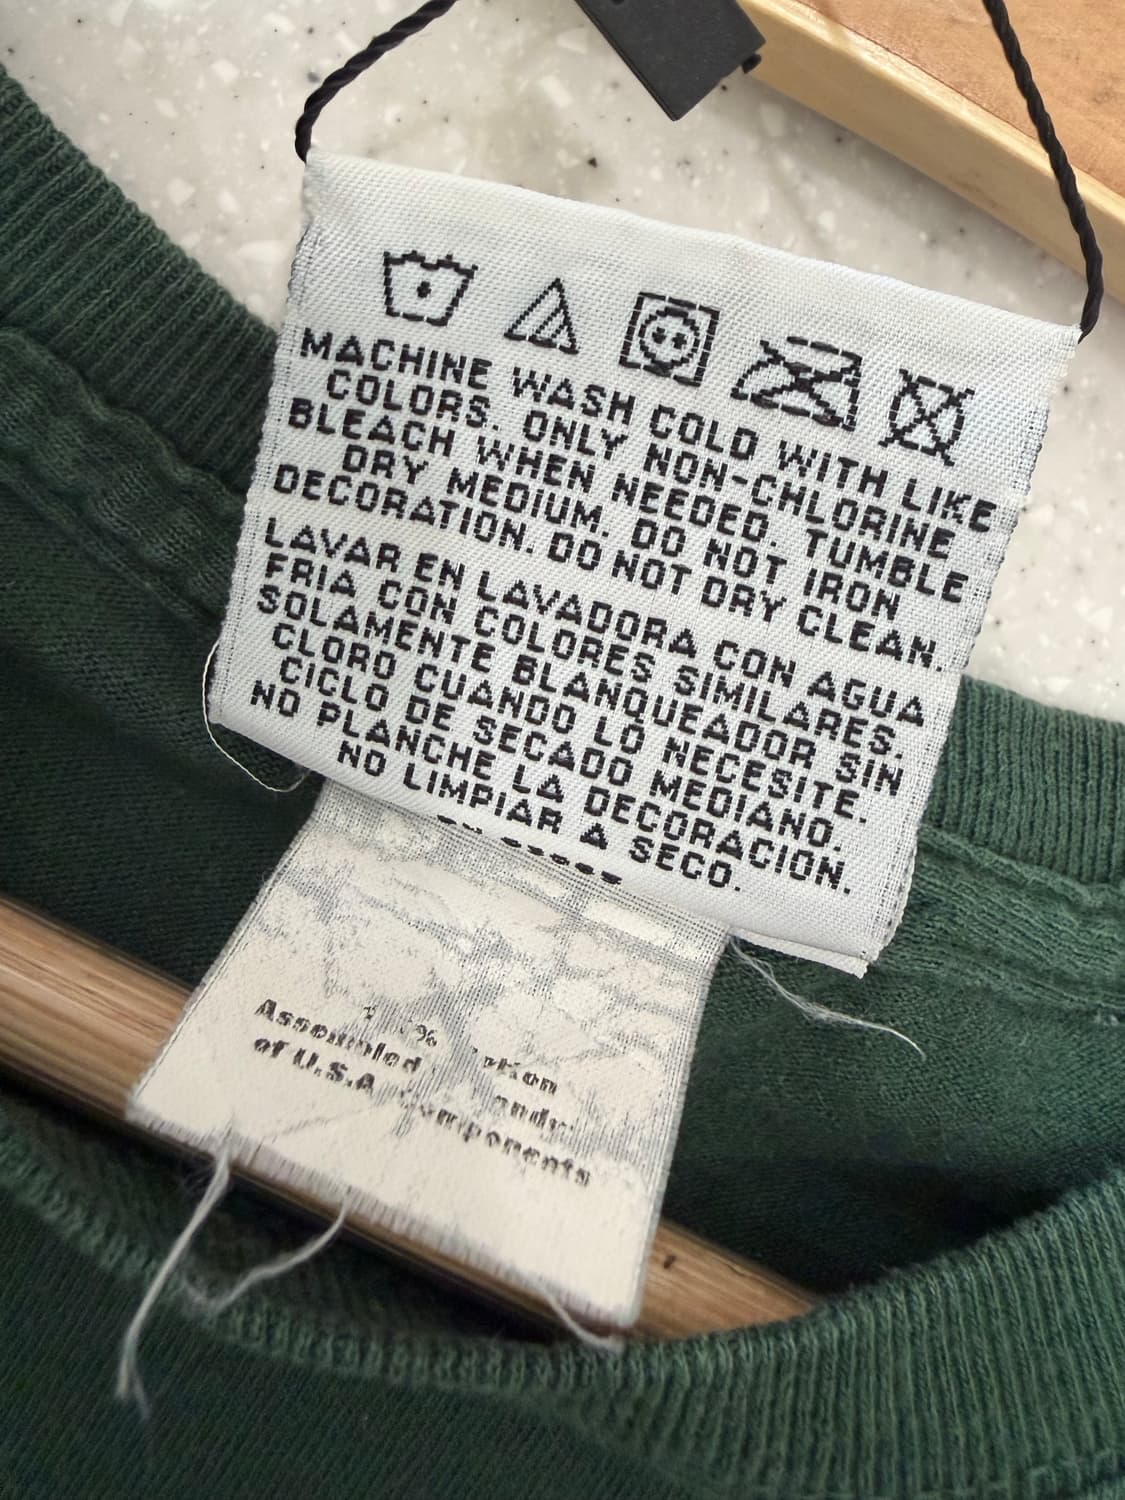 MACHINE WASH COLD WITH LIKE
COLORS. ONLY NON-CHLORINE
BLEACH WHEN NEEDED. TUMBLE
DRY MEDIUM. DO NOT IRON
DECORATION. DO NOT DRY CLEAN.
LAVAR EN LAVADORA CON AGUA
FRIA CON COLORES SIMILARES.
SOLAMENTE BLANQUEADOR SIN
CLORO CUANDO LO NECESITE.
CICLO DE SECADO MEDIANO.
NO PLANCHE LA DECORACION.
NO LIMPIAR A SECO.
Assembled
of U.S.A